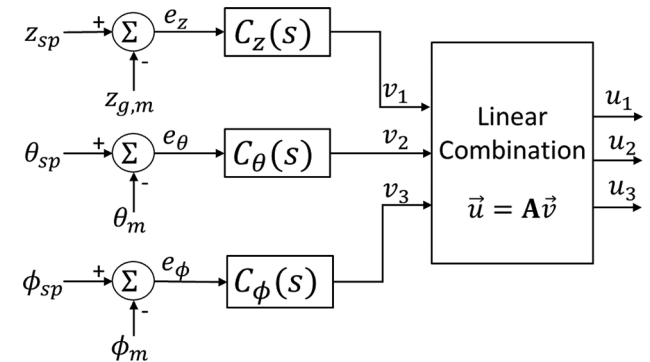 z_sp + Σ e_z C_z(s)
-
z_g,m
v_1
θ_sp + Σ e_θ C_θ(s) v_2
-
θ_m
v_3
ϕ_sp + Σ e_ϕ C_ϕ(s)
-
ϕ_m
Linear
Combination
u⃗ = Av⃗
u_1
u_2
u_3